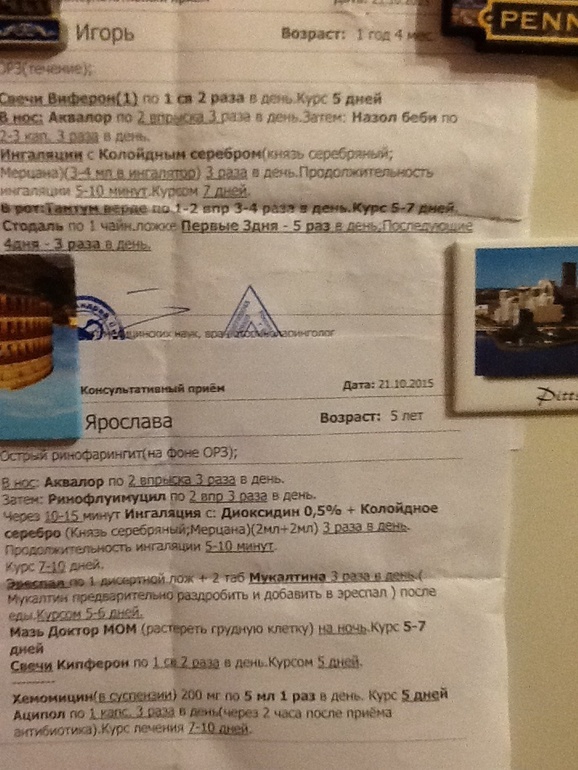 PENN
Игорь
Возраст: 1 год 4 мес
ОРЗ(течение);
Свечи Виферон(1) по 1 св 2 раза в день.Курс 5 дней
В нос: Аквалор по 2 впрыска 3 раза в день.Затем: Назол беби по
2-3 кап. 3 раза в день.
Ингаляции с Колойдным серебром(князь серебряный;
Мерцана)(3-4 мл в ингалятор) 3 раза в день.Продолжительность
ингаляции 5-10 минут.Курсом 7 дней.
В рот:Тантум верде по 1-2 впр 3-4 раза в день.Курс 5-7 дней.
Стодаль по 1 чайн.ложке Первые 3дня - 5 раз в день.Последующие
4дня - 3 раза в день.
Консультативный приём
Дата: 21.10.2015
Ярослава
Возраст: 5 лет
Острый ринофарингит(на фоне ОРЗ);
В нос: Аквалор по 2 впрыска 3 раза в день.
Затем: Ринофлуимуцил по 2 впр 3 раза в день.
Через 10-15 минут Ингаляция с: Диоксидин 0,5% + Колойдное
серебро (Князь серебряный;Мерцана)(2мл+2мл) 3 раза в день.
Продолжительность ингаляции 5-10 минут.
Курс 7-10 дней.
Эреспал по 1 дисертной лож + 2 таб Мукалтина 3 раза в день.(
Мукалтин предварительно раздробить и добавить в эреспал ) после
еды.Курсом 5-6 дней.
Мазь Доктор МОМ (растереть грудную клетку) на ночь.Курс 5-7
дней
Свечи Кипферон по 1 св 2 раза в день.Курсом 5 дней.
---------
Хемомицин(в суспензии) 200 мг по 5 мл 1 раз в день. Курс 5 дней
Аципол по 1 капс. 3 раза в день(через 2 часа после приёма
антибиотика).Курс лечения 7-10 дней.